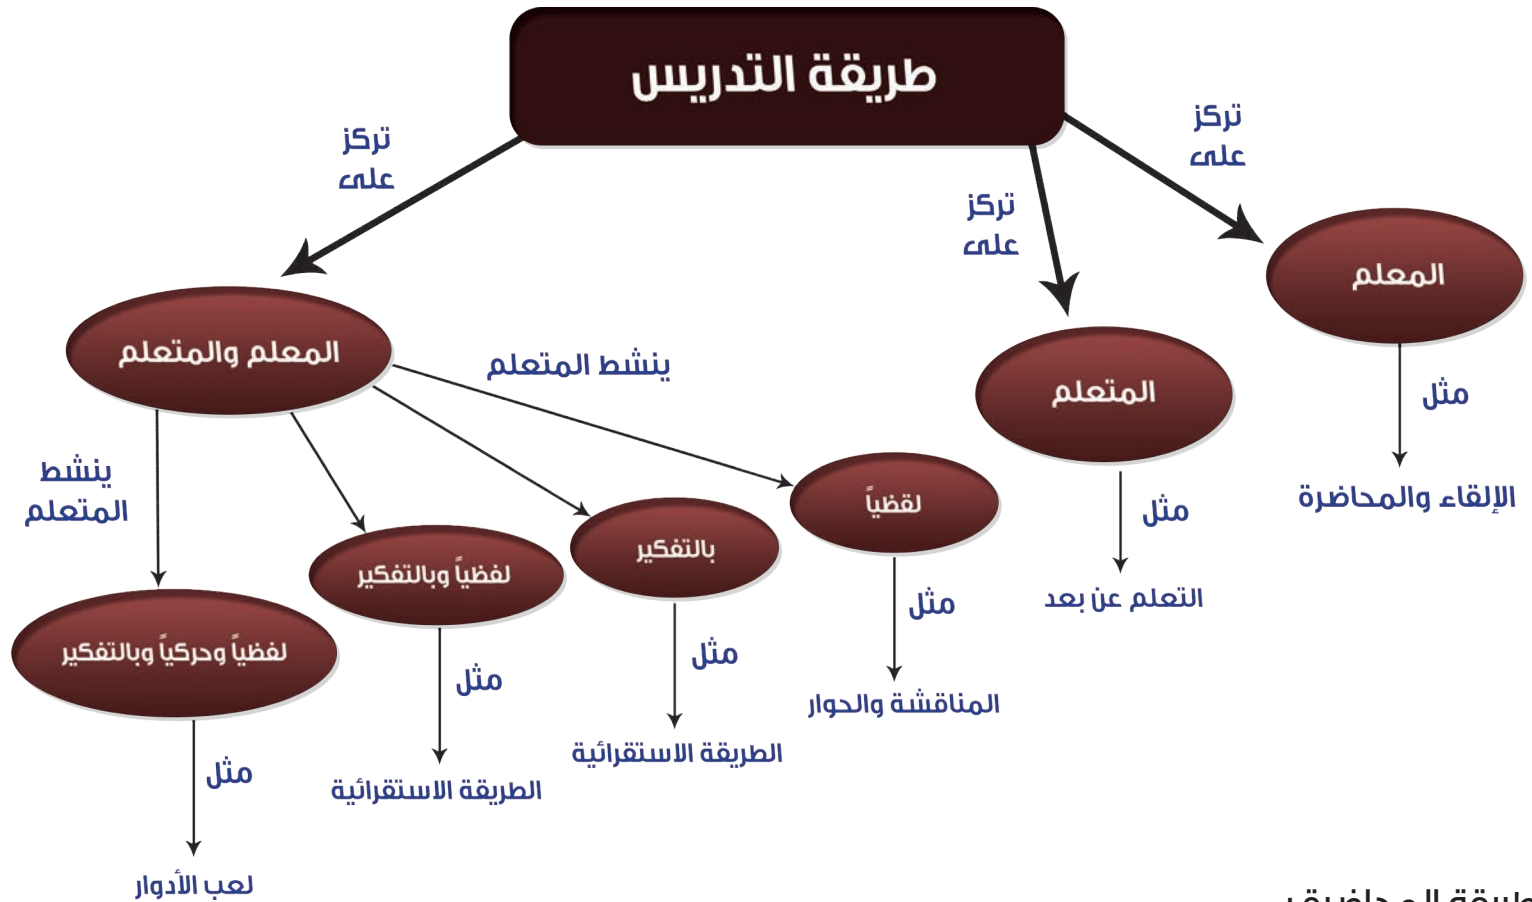 طريقة التدريس
تركز
على
تركز
على
تركز
على
المعلم
المعلم والمتعلم
ينشط المتعلم
المتعلم
مثل
ينشط
المتعلم
لقظياً
الإلقاء والمحاضرة
مثل
بالتفكير
لفظياً وبالتفكير
التعلم عن بعد
مثل
لفظياً وحركياً وبالتفكير
مثل
مثل
المناقشة والحوار
الطريقة الاستقرائية
مثل
الطريقة الاستقرائية
لعب الأدوار